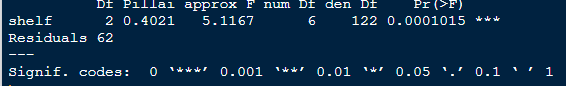 Df Pillai approx F num Df den Df Pr(>F)
shelf 2 0.4021 5.1167 6 122 0.0001015 ***
Residuals 62
---
Signif. codes: 0 ‘***’ 0.001 ‘**’ 0.01 ‘*’ 0.05 ‘.’ 0.1 ‘ ’ 1